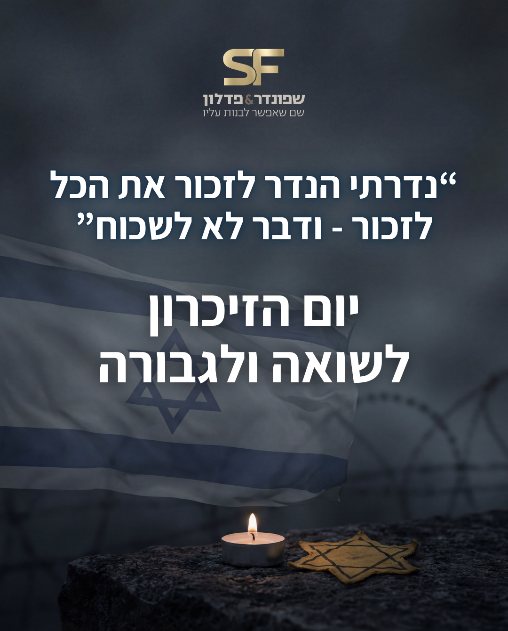 SF
שפונדר & פדלון
שם שאפשר לבנות עליו
“נדרתי הנדר לזכור את הכל
לזכור - ודבר לא לשכוח”
יום הזיכרון
לשואה ולגבורה